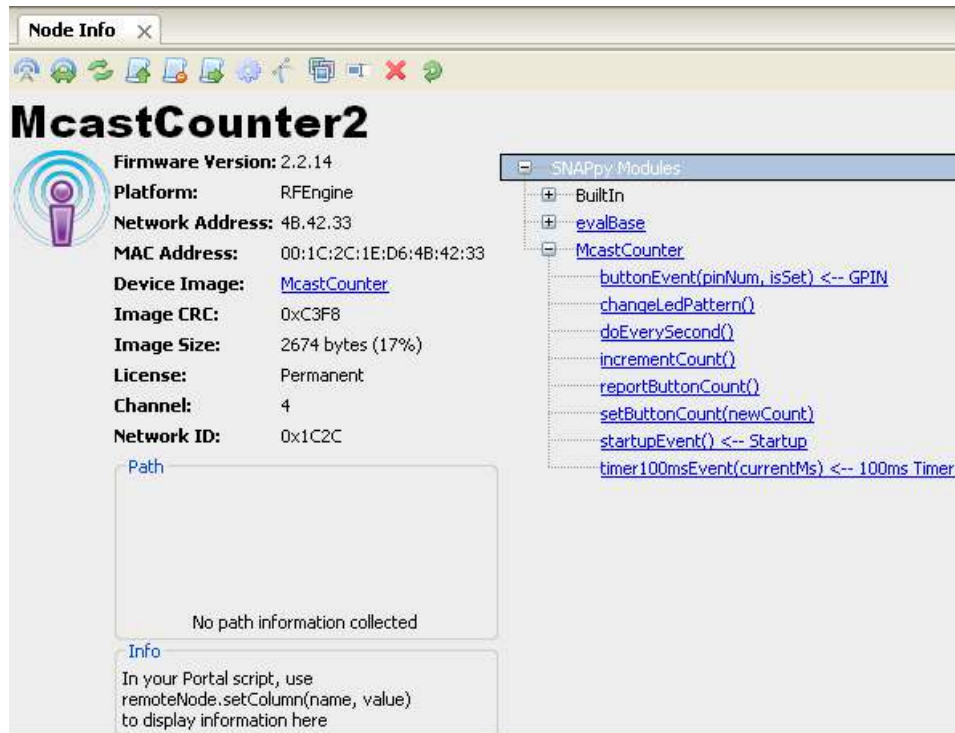 Node Info
McastCounter2
Firmware Version: 2.2.14
Platform: RFEngine
Network Address: 4B.42.33
MAC Address: 00:1C:2C:1E:D6:4B:42:33
Device Image: McastCounter
Image CRC: 0xC3F8
Image Size: 2674 bytes (17%)
License: Permanent
Channel: 4
Network ID: 0x1C2C
Path
No path information collected
Info
In your Portal script, use
remoteNode.setColumn(name, value)
to display information here
SNAPpy Modules
BuiltIn
evalBase
McastCounter
buttonEvent(pinNum, isSet) <-- GPIN
changeLedPattern()
doEverySecond()
incrementCount()
reportButtonCount()
setButtonCount(newCount)
startupEvent() <-- Startup
timer100msEvent(currentMs) <-- 100ms Timer